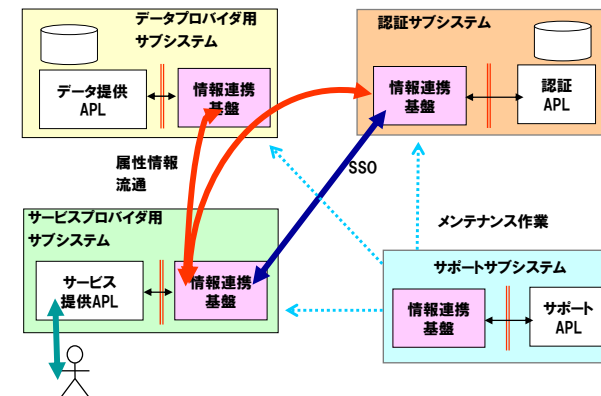 データプロバイダ用
サブシステム
データ提供
APL
情報連携
基盤
認証サブシステム
情報連携
基盤
認証
APL
属性情報
流通
SSO
サービスプロバイダ用
サブシステム
サービス
提供APL
情報連携
基盤
メンテナンス作業
サポートサブシステム
情報連携
基盤
サポート
APL